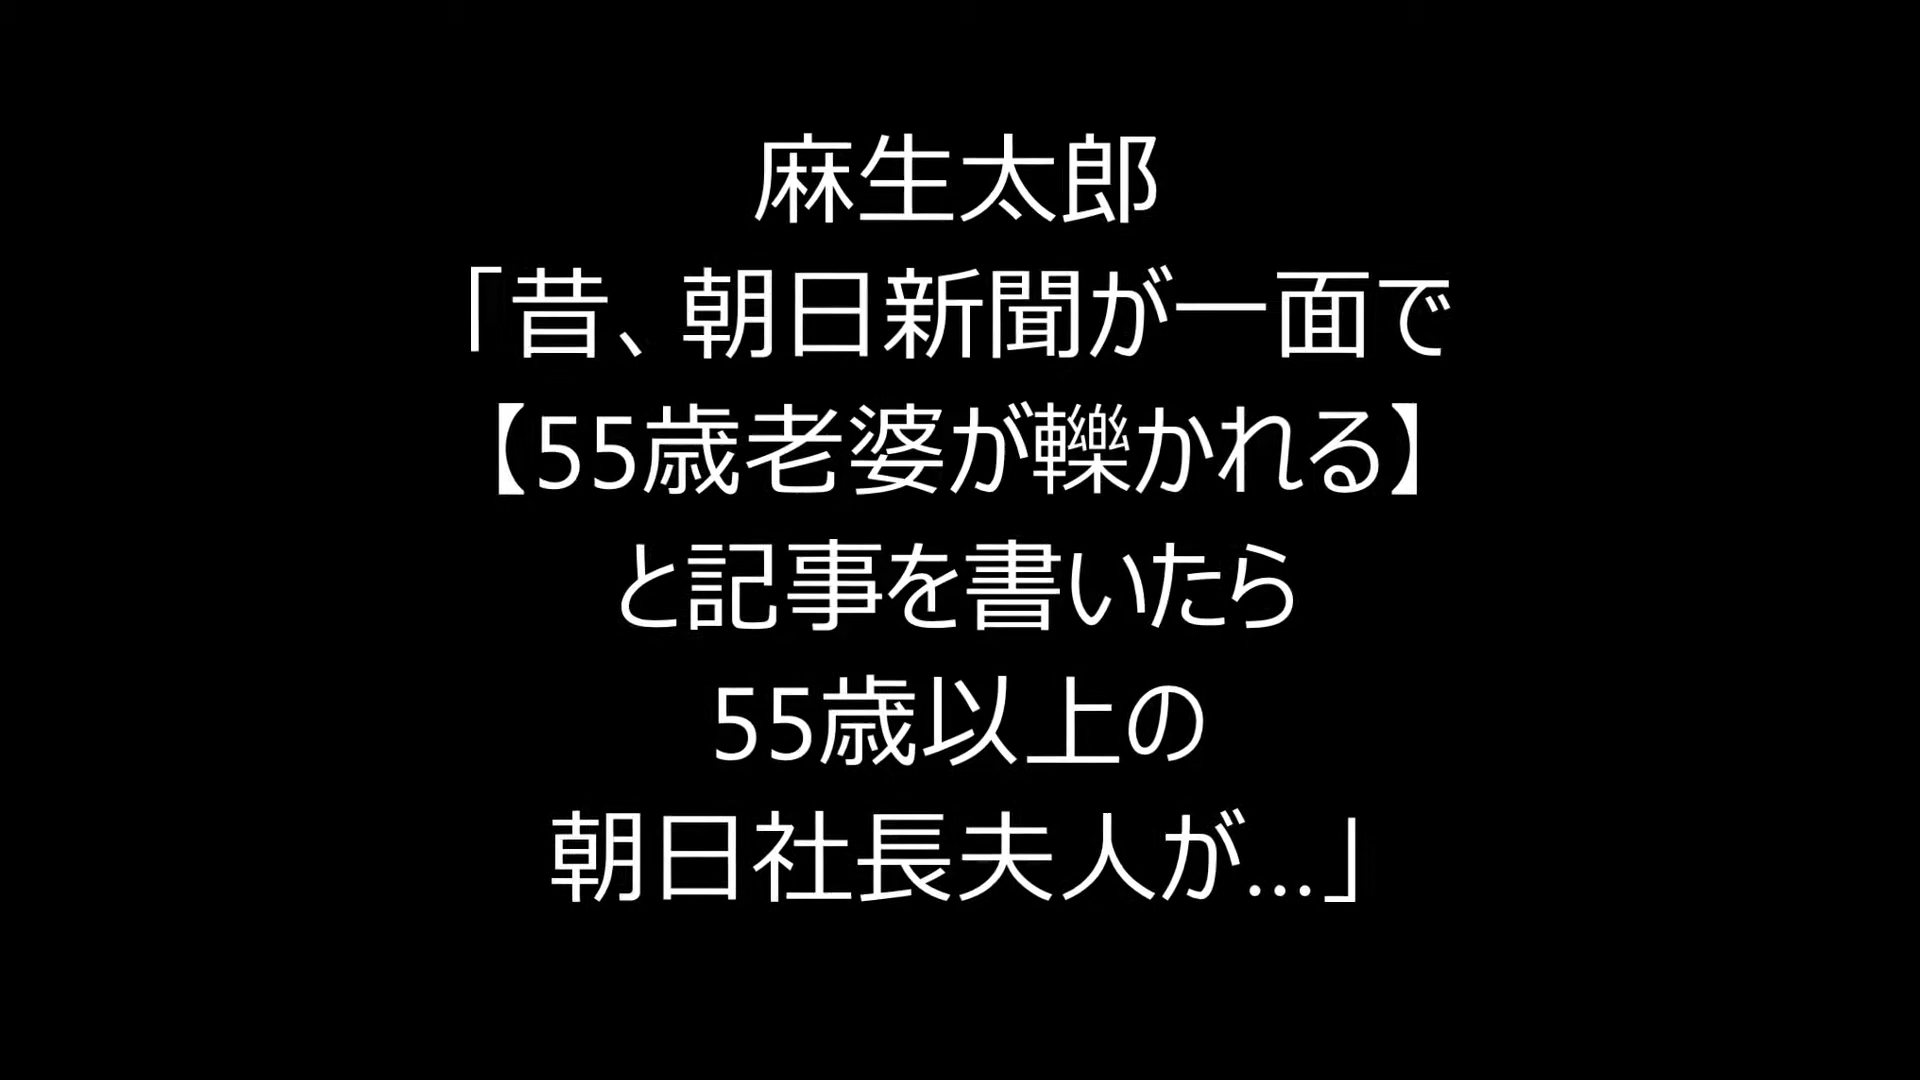 麻生太郎
「昔、朝日新聞が一面で
【55歳老婆が轢かれる】
と記事を書いたら
55歳以上の
朝日社長夫人が…」